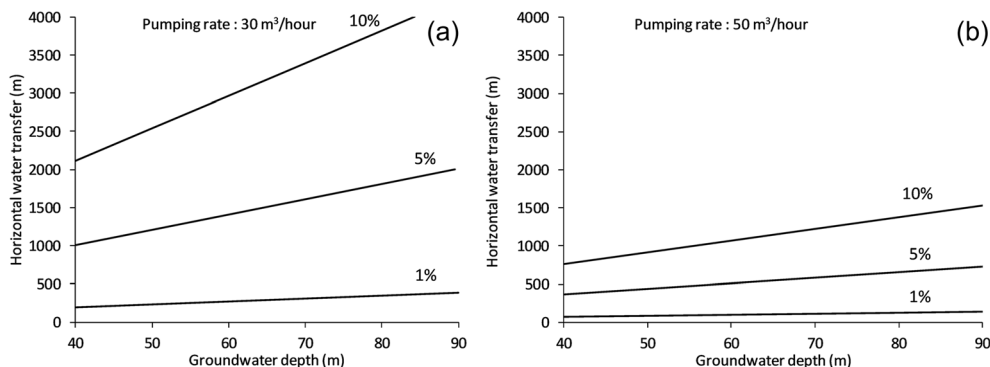 Pumping rate : 30 m³/hour
(a)
Horizontal water transfer (m)
4000
3500
3000
2500
2000
1500
1000
500
0
10%
5%
1%
40 50 60 70 80 90
Groundwater depth (m)
Pumping rate : 50 m³/hour
(b)
Horizontal water transfer (m)
4000
3500
3000
2500
2000
1500
1000
500
0
10%
5%
1%
40 50 60 70 80 90
Groundwater depth (m)